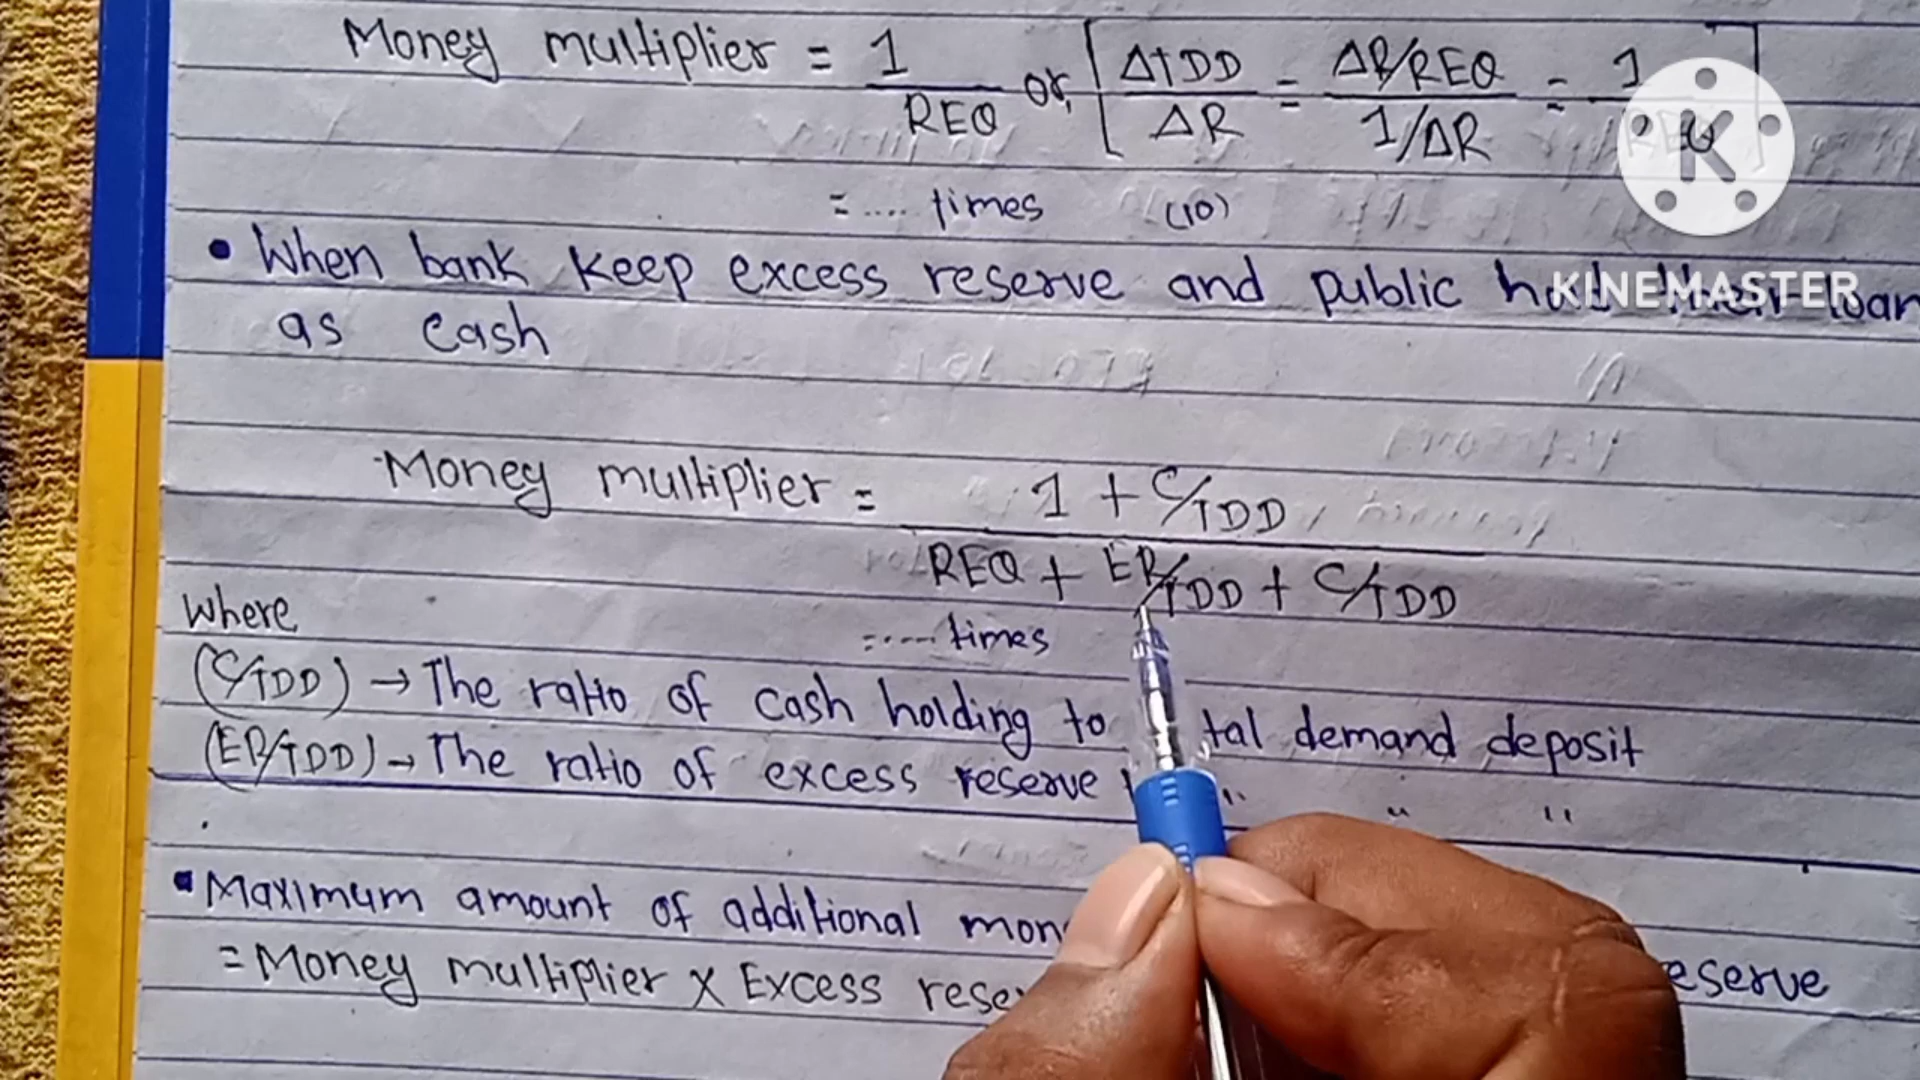 Money multiplier = 1/REQ or, [ΔTDD/ΔR = ΔR/REQ/1/ΔR = 1/
= .... times (10)
• When bank keep excess reserve and public hold their loan
as cash
Money multiplier = 1 + C/TDD
REQ + ER/TDD + C/TDD
Where
= .... times
(C/TDD) → The ratio of cash holding to tal demand deposit
(ER/TDD) → The ratio of excess reserve " " "
▪ Maximum amount of additional mon
= Money multiplier X Excess rese eserve
KINEMASTER